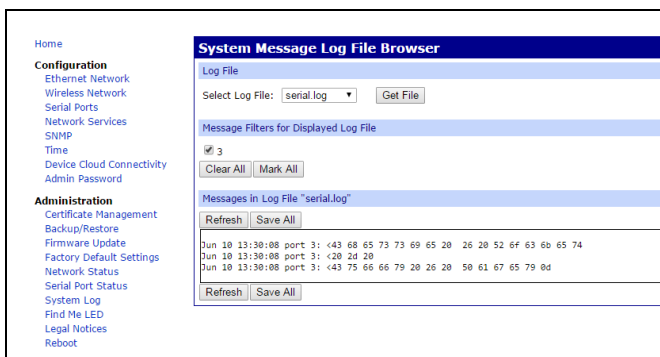 Home
Configuration
Ethernet Network
Wireless Network
Serial Ports
Network Services
SNMP
Time
Device Cloud Connectivity
Admin Password
Administration
Certificate Management
Backup/Restore
Firmware Update
Factory Default Settings
Network Status
Serial Port Status
System Log
Find Me LED
Legal Notices
Reboot
System Message Log File Browser
Log File
Select Log File: serial.log Get File
Message Filters for Displayed Log File
3
Clear All Mark All
Messages in Log File "serial.log"
Refresh Save All
Jun 10 13:30:08 port 3: <43 68 65 73 73 69 65 20  26 20 52 6f 63 6b 65 74
Jun 10 13:30:08 port 3: <20 2d 20
Jun 10 13:30:08 port 3: <43 75 66 66 79 20 26 20  50 61 67 65 79 0d
Refresh Save All